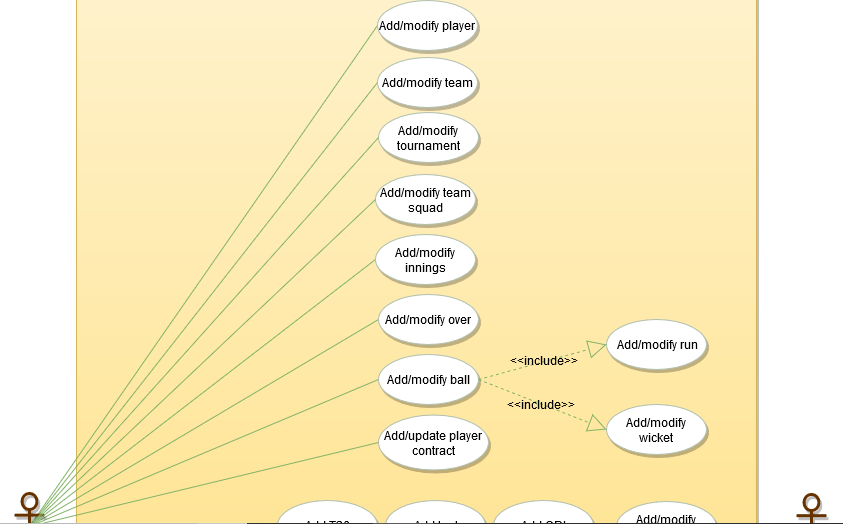 Add/modify player
Add/modify team
Add/modify
tournament
Add/modify team
squad
Add/modify
innings
Add/modify over
<<include>>
Add/modify run
Add/modify ball
<<include>>
Add/modify
wicket
Add/update player
contract
Add/modify